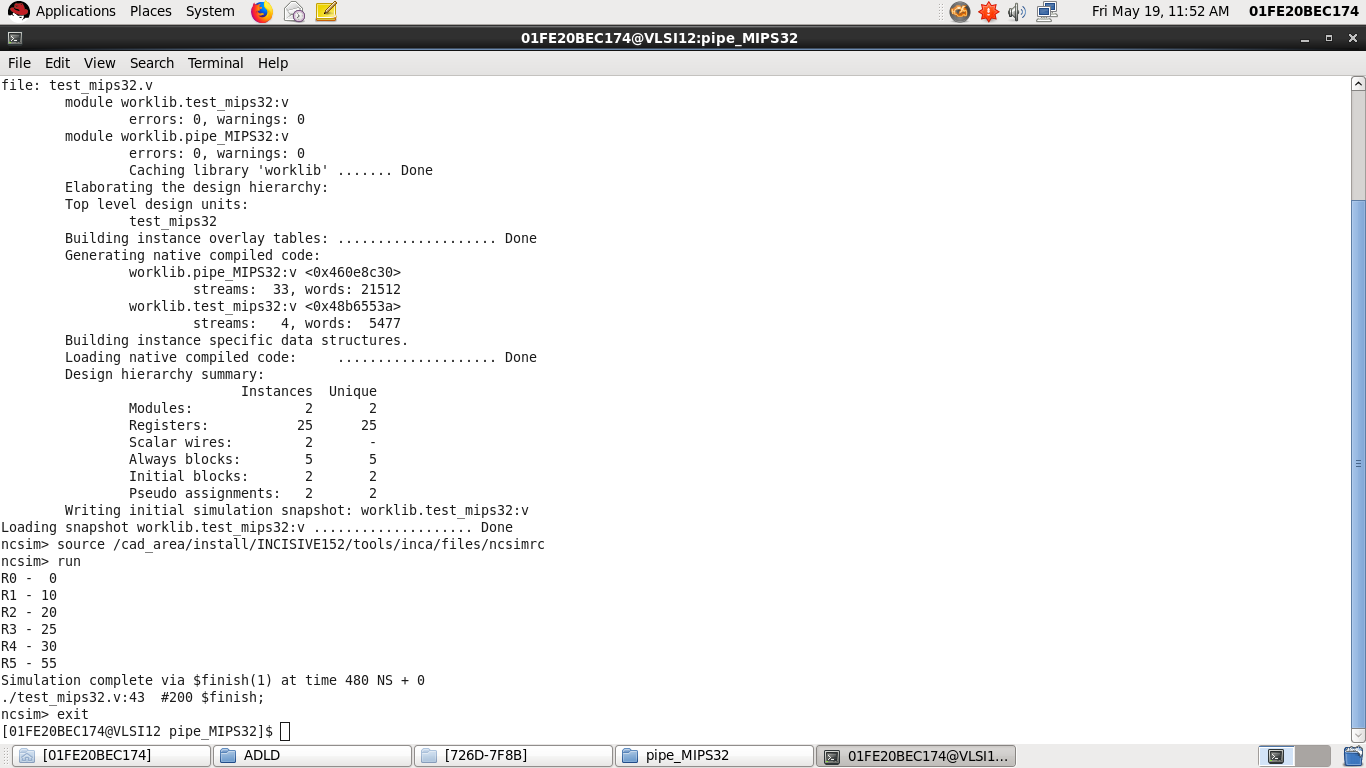 Applications Places System Fri May 19, 11:52 AM 01FE20BEC174
01FE20BEC174@VLSI12:pipe_MIPS32
File Edit View Search Terminal Help
file: test_mips32.v
module worklib.test_mips32:v
errors: 0, warnings: 0
module worklib.pipe_MIPS32:v
errors: 0, warnings: 0
Caching library 'worklib' ....... Done
Elaborating the design hierarchy:
Top level design units:
test_mips32
Building instance overlay tables: .................... Done
Generating native compiled code:
worklib.pipe_MIPS32:v <0x460e8c30>
streams:  33, words: 21512
worklib.test_mips32:v <0x48b6553a>
streams:   4, words:  5477
Building instance specific data structures.
Loading native compiled code:     .................... Done
Design hierarchy summary:
Instances  Unique
Modules:              2      2
Registers:           25     25
Scalar wires:         2      -
Always blocks:        5      5
Initial blocks:       2      2
Pseudo assignments:   2      2
Writing initial simulation snapshot: worklib.test_mips32:v
Loading snapshot worklib.test_mips32:v .................... Done
ncsim> source /cad_area/install/INCISIVE152/tools/inca/files/ncsimrc
ncsim> run
R0 -  0
R1 - 10
R2 - 20
R3 - 25
R4 - 30
R5 - 55
Simulation complete via $finish(1) at time 480 NS + 0
./test_mips32.v:43  #200 $finish;
ncsim> exit
[01FE20BEC174@VLSI12 pipe_MIPS32]$
[01FE20BEC174] ADLD [726D-7F8B] pipe_MIPS32 01FE20BEC174@VLSI1...